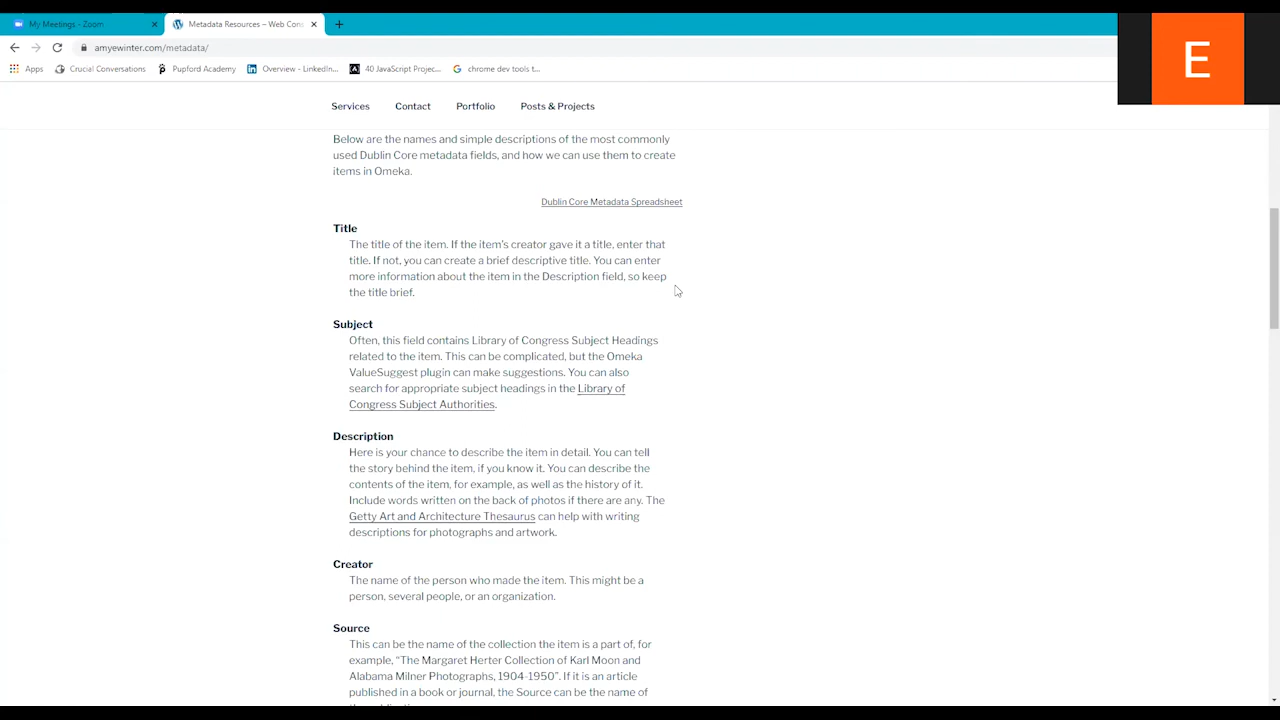 My Meetings - Zoom
Metadata Resources – Web Con
amyewinter.com/metadata/
Apps
Crucial Conversations
Pupford Academy
Overview - LinkedIn...
40 JavaScript Projec...
chrome dev tools t...
E
Services
Contact
Portfolio
Posts & Projects
Below are the names and simple descriptions of the most commonly
used Dublin Core metadata fields, and how we can use them to create
items in Omeka.
Dublin Core Metadata Spreadsheet
Title
The title of the item. If the item's creator gave it a title, enter that
title. If not, you can create a brief descriptive title. You can enter
more information about the item in the Description field, so keep
the title brief.
Subject
Often, this field contains Library of Congress Subject Headings
related to the item. This can be complicated, but the Omeka
ValueSuggest plugin can make suggestions. You can also
search for appropriate subject headings in the Library of
Congress Subject Authorities.
Description
Here is your chance to describe the item in detail. You can tell
the story behind the item, if you know it. You can describe the
contents of the item, for example, as well as the history of it.
Include words written on the back of photos if there are any. The
Getty Art and Architecture Thesaurus can help with writing
descriptions for photographs and artwork.
Creator
The name of the person who made the item. This might be a
person, several people, or an organization.
Source
This can be the name of the collection the item is a part of, for
example, “The Margaret Herter Collection of Karl Moon and
Alabama Milner Photographs, 1904-1950”. If it is an article
published in a book or journal, the Source can be the name of